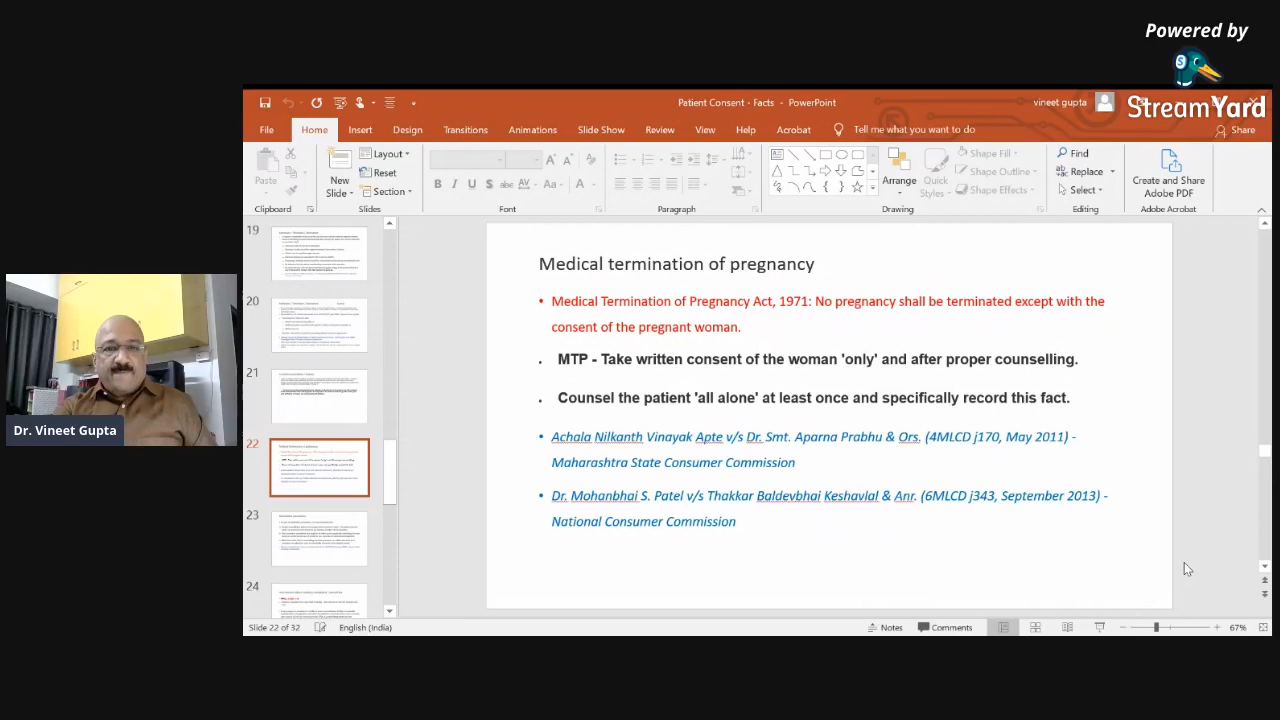 Powered by
StreamYard
Patient Consent - Facts - PowerPoint
vineet gupta
File Home Insert Design Transitions Animations Slide Show Review View Help Acrobat Tell me what you want to do Share
Paste
New Slide
Layout
Reset
Section
Arrange
Quick Styles
Shape Fill
Shape Outline
Shape Effects
Find
Replace
Select
Create and Share Adobe PDF
Clipboard Slides Font Paragraph Drawing Editing Adobe Acrobat
19
20
21
22
23
24
Medical termination of pregnancy
• Medical Termination of Pregnancy Act, 1971: No pregnancy shall be terminated except with the
consent of the pregnant woman.
. MTP - Take written consent of the woman 'only' and after proper counselling.
. Counsel the patient 'all alone' at least once and specifically record this fact.
• Achala Nilkanth Vinayak Apte v/s Dr. Smt. Aparna Prabhu & Ors. (4MLCD j170, May 2011) -
Maharashtra State Consumer Commission
• Dr. Mohanbhai S. Patel v/s Thakkar Baldevbhai Keshavlal & Anr. (6MLCD j343, September 2013) -
National Consumer Commission
Dr. Vineet Gupta
Slide 22 of 32 English (India) Notes Comments 67%